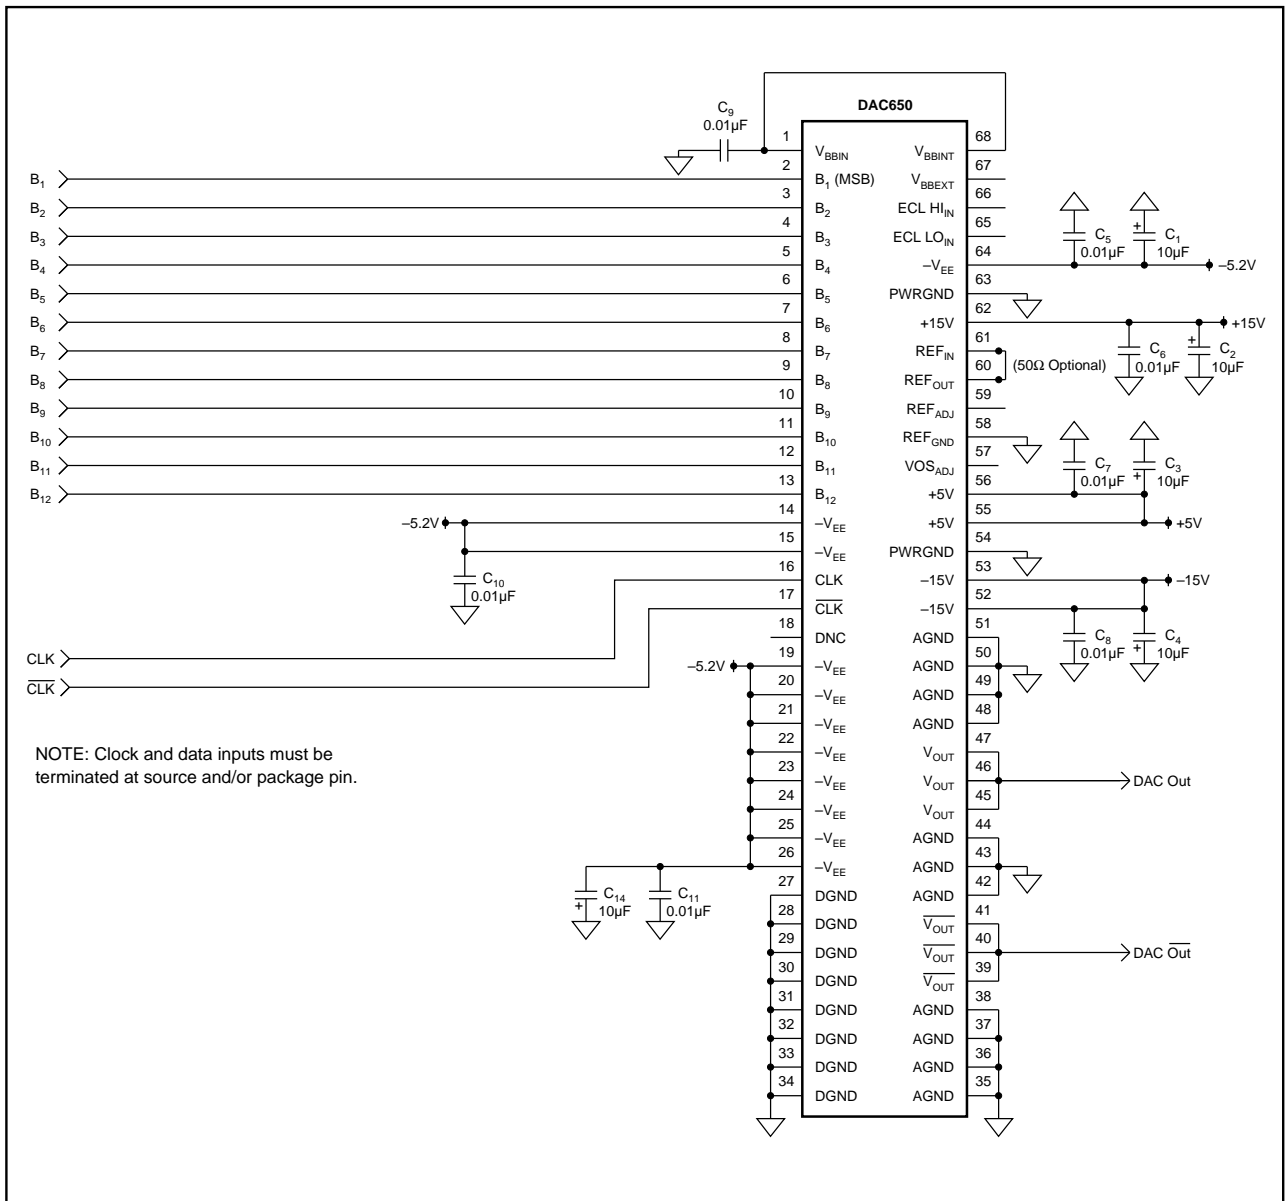 DAC650
C9
0.01µF
1 VBBIN
2 B1 (MSB)
3 B2
4 B3
5 B4
6 B5
7 B6
8 B7
9 B8
10 B9
11 B10
12 B11
13 B12
14 –VEE
15 –VEE
16 CLK
17 C̅L̅K̅
18 DNC
19 –VEE
20 –VEE
21 –VEE
22 –VEE
23 –VEE
24 –VEE
25 –VEE
26 –VEE
27 DGND
28 DGND
29 DGND
30 DGND
31 DGND
32 DGND
33 DGND
34 DGND
VBBINT 68
VBBEXT 67
ECL HIIN 66
ECL LOIN 65
–VEE 64
PWRGND 63
+15V 62
REFIN 61
REFOUT 60
REFADJ 59
REFGND 58
VOSADJ 57
+5V 56
+5V 55
PWRGND 54
–15V 53
–15V 52
AGND 51
AGND 50
AGND 49
AGND 48
VOUT 47
VOUT 46
VOUT 45
AGND 44
AGND 43
AGND 42
V̅O̅U̅T̅ 41
V̅O̅U̅T̅ 40
V̅O̅U̅T̅ 39
AGND 38
AGND 37
AGND 36
AGND 35
B1
B2
B3
B4
B5
B6
B7
B8
B9
B10
B11
B12
–5.2V
C10
0.01µF
CLK
C̅L̅K̅
–5.2V
NOTE: Clock and data inputs must be
terminated at source and/or package pin.
C14
+
10µF
C11
0.01µF
C5
0.01µF
+
C1
10µF
–5.2V
+15V
C6
0.01µF
+
C2
10µF
(50Ω Optional)
C7
0.01µF
C3
+
10µF
+5V
–15V
C8
0.01µF
C4
+
10µF
DAC Out
DAC O̅u̅t̅